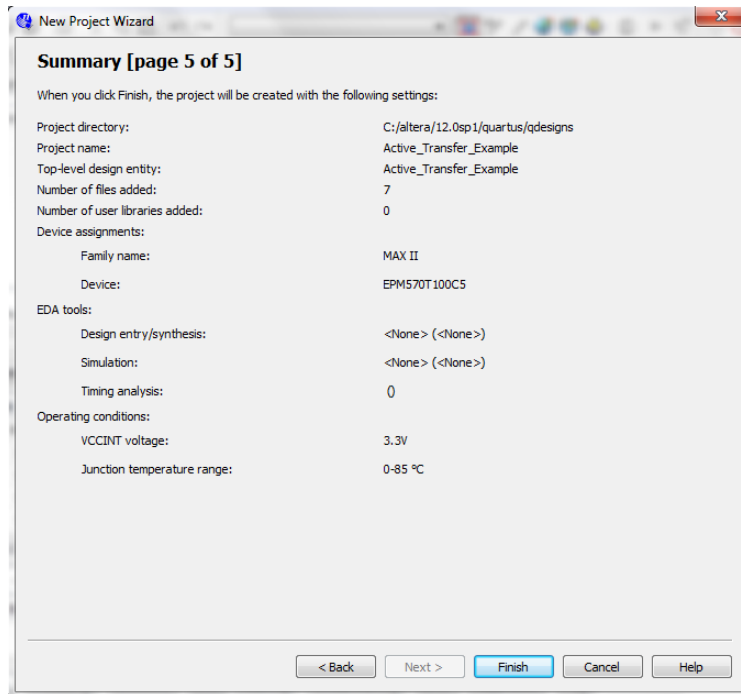 New Project Wizard
Summary [page 5 of 5]
When you click Finish, the project will be created with the following settings:
Project directory: C:/altera/12.0sp1/quartus/qdesigns
Project name: Active_Transfer_Example
Top-level design entity: Active_Transfer_Example
Number of files added: 7
Number of user libraries added: 0
Device assignments:
Family name: MAX II
Device: EPM570T100C5
EDA tools:
Design entry/synthesis: <None> (<None>)
Simulation: <None> (<None>)
Timing analysis: ()
Operating conditions:
VCCINT voltage: 3.3V
Junction temperature range: 0-85 ºC
< Back Next > Finish Cancel Help